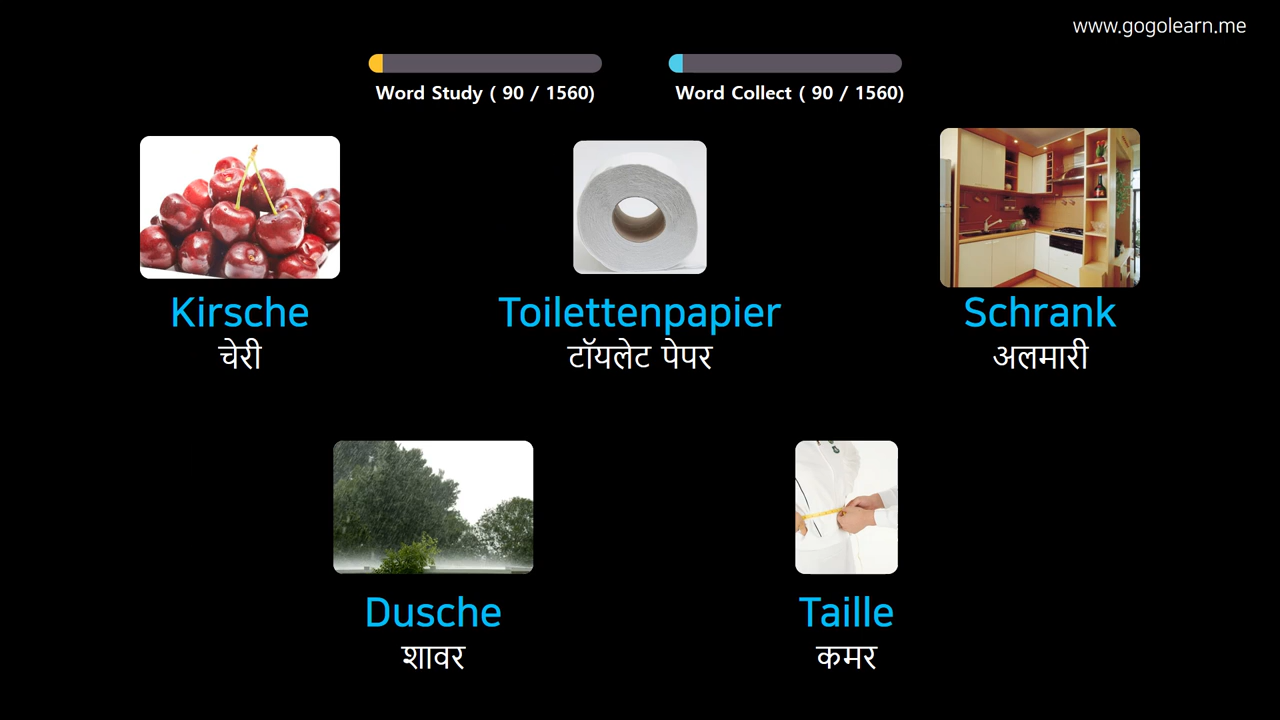 www.gogolearn.me
Word Study ( 90 / 1560)
Word Collect ( 90 / 1560)
Kirsche
चेरी
Toilettenpapier
टॉयलेट पेपर
Schrank
अलमारी
Dusche
शावर
Taille
कमर